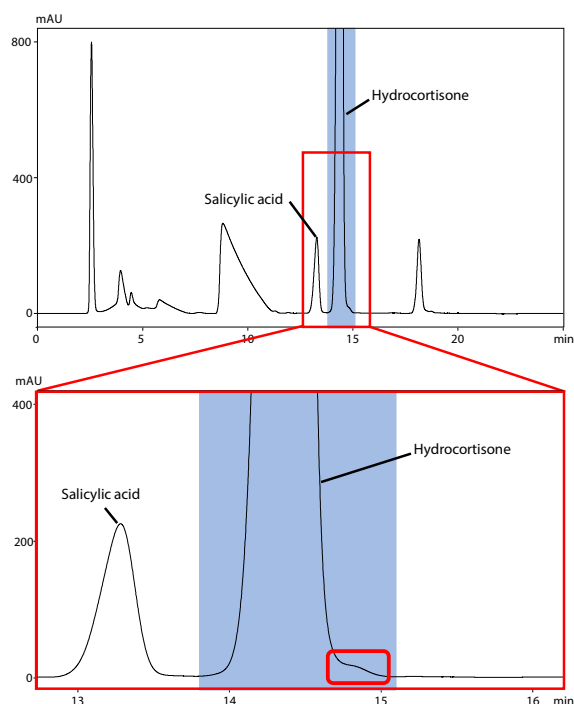 mAU
800
Hydrocortisone
400
Salicylic acid
0
0 5 10 15 20 min
mAU
400
Hydrocortisone
Salicylic acid
200
0
13 14 15 16 min